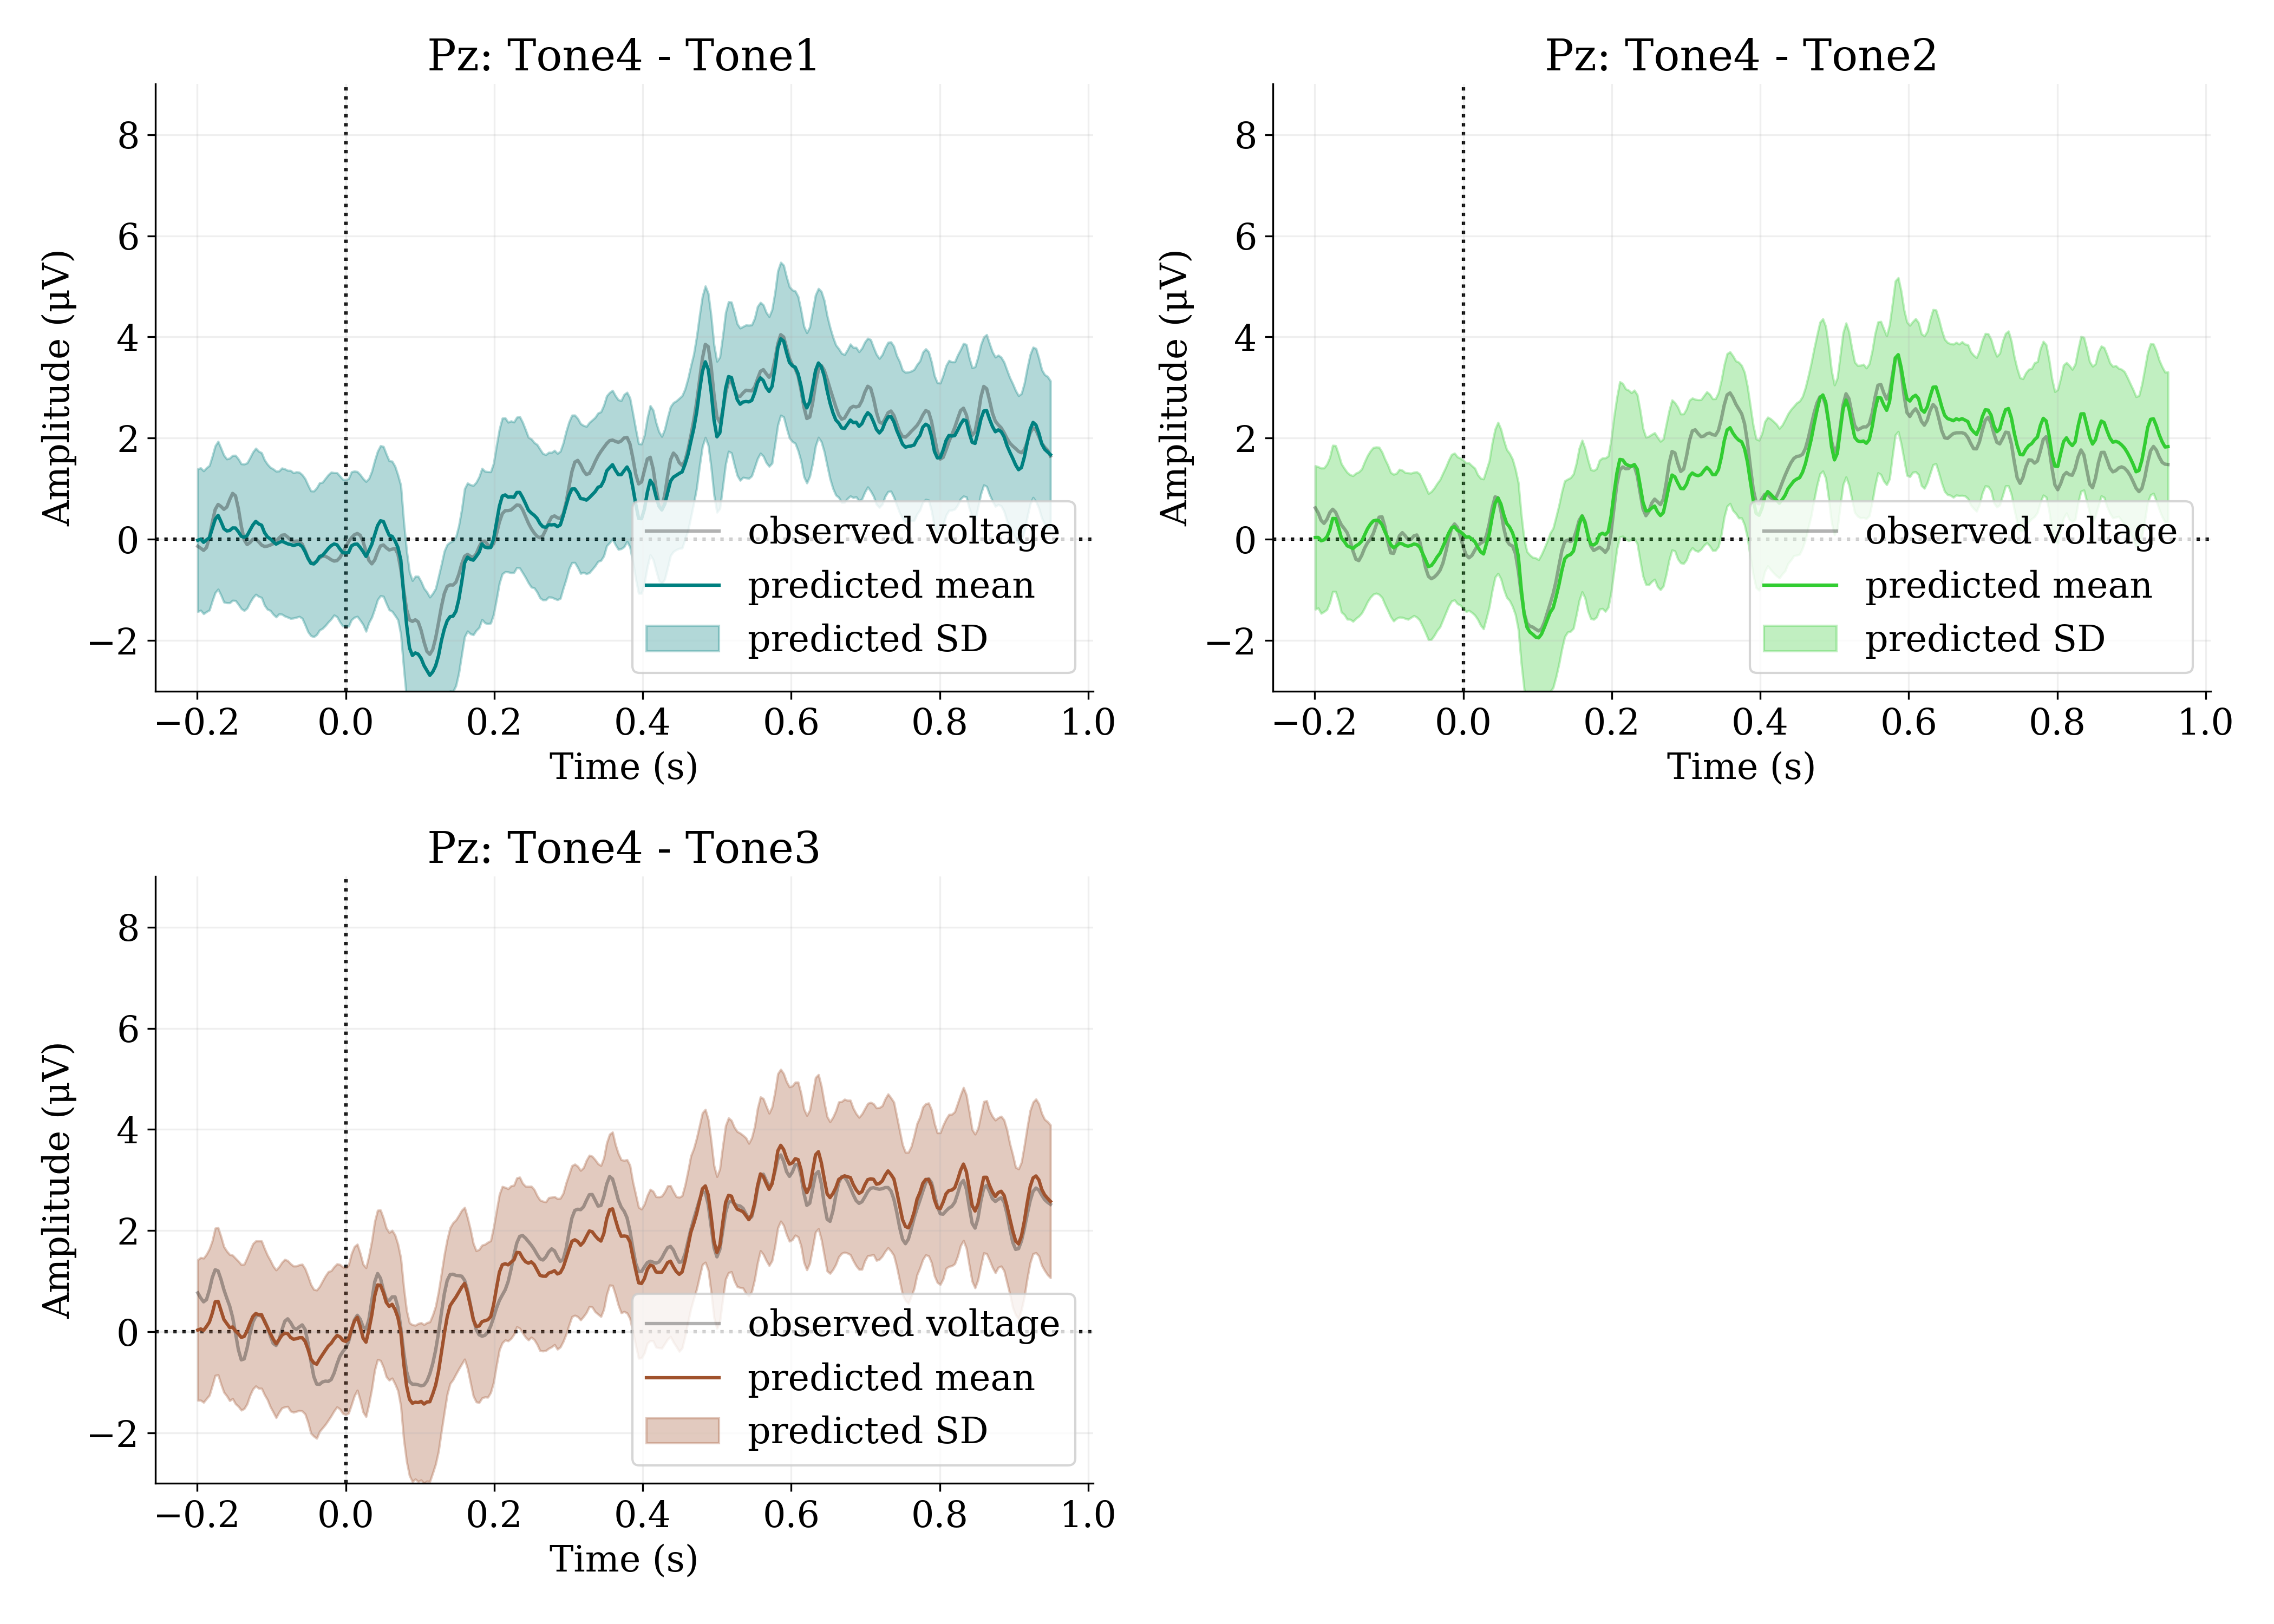 Pz: Tone4 - Tone1
8
6
4
2
0
−2
Amplitude (µV)
observed voltage
predicted mean
predicted SD
−0.2 0.0 0.2 0.4 0.6 0.8 1.0
Time (s)
Pz: Tone4 - Tone2
8
6
4
2
0
−2
Amplitude (µV)
observed voltage
predicted mean
predicted SD
−0.2 0.0 0.2 0.4 0.6 0.8 1.0
Time (s)
Pz: Tone4 - Tone3
8
6
4
2
0
−2
Amplitude (µV)
observed voltage
predicted mean
predicted SD
−0.2 0.0 0.2 0.4 0.6 0.8 1.0
Time (s)